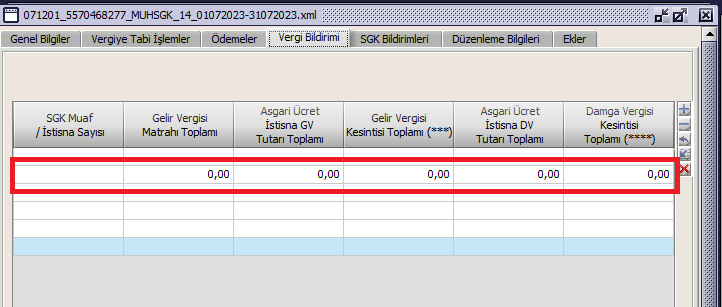 071201_5570468277_MUHSGK_14_01072023-31072023.xml
Genel Bilgiler
Vergiye Tabi İşlemler
Ödemeler
Vergi Bildirimi
SGK Bildirimleri
Düzenleme Bilgileri
Ekler
SGK Muaf
/ İstisna Sayısı
Gelir Vergisi
Matrahı Toplamı
Asgari Ücret
İstisna GV
Tutarı Toplamı
Gelir Vergisi
Kesintisi Toplamı (***)
Asgari Ücret
İstisna DV
Tutarı Toplamı
Damga Vergisi
Kesintisi
Toplamı (****)
0,00 0,00 0,00 0,00 0,00